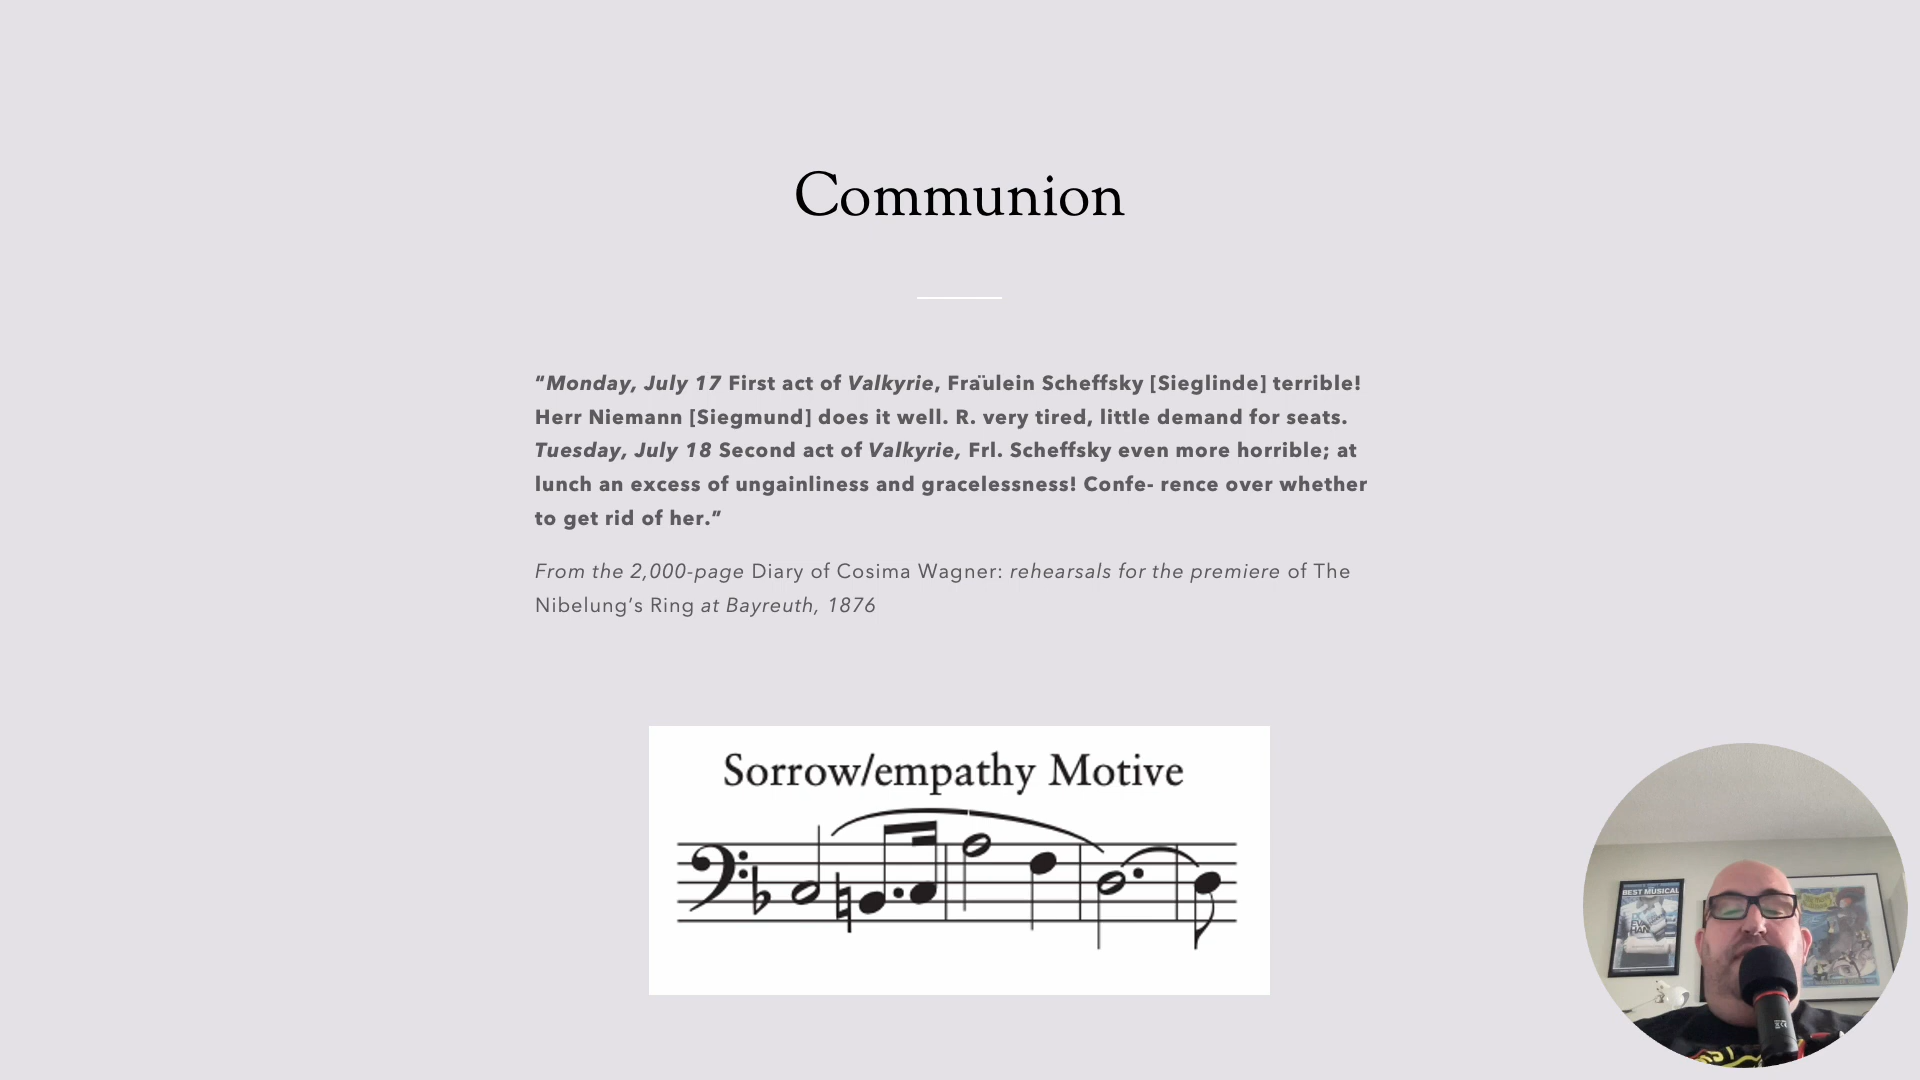 Communion
“Monday, July 17 First act of Valkyrie, Fraülein Scheffsky [Sieglinde] terrible!
Herr Niemann [Siegmund] does it well. R. very tired, little demand for seats.
Tuesday, July 18 Second act of Valkyrie, Frl. Scheffsky even more horrible; at
lunch an excess of ungainliness and gracelessness! Confe- rence over whether
to get rid of her.”
From the 2,000-page Diary of Cosima Wagner: rehearsals for the premiere of The
Nibelung’s Ring at Bayreuth, 1876
Sorrow/empathy Motive
BEST MUSICAL